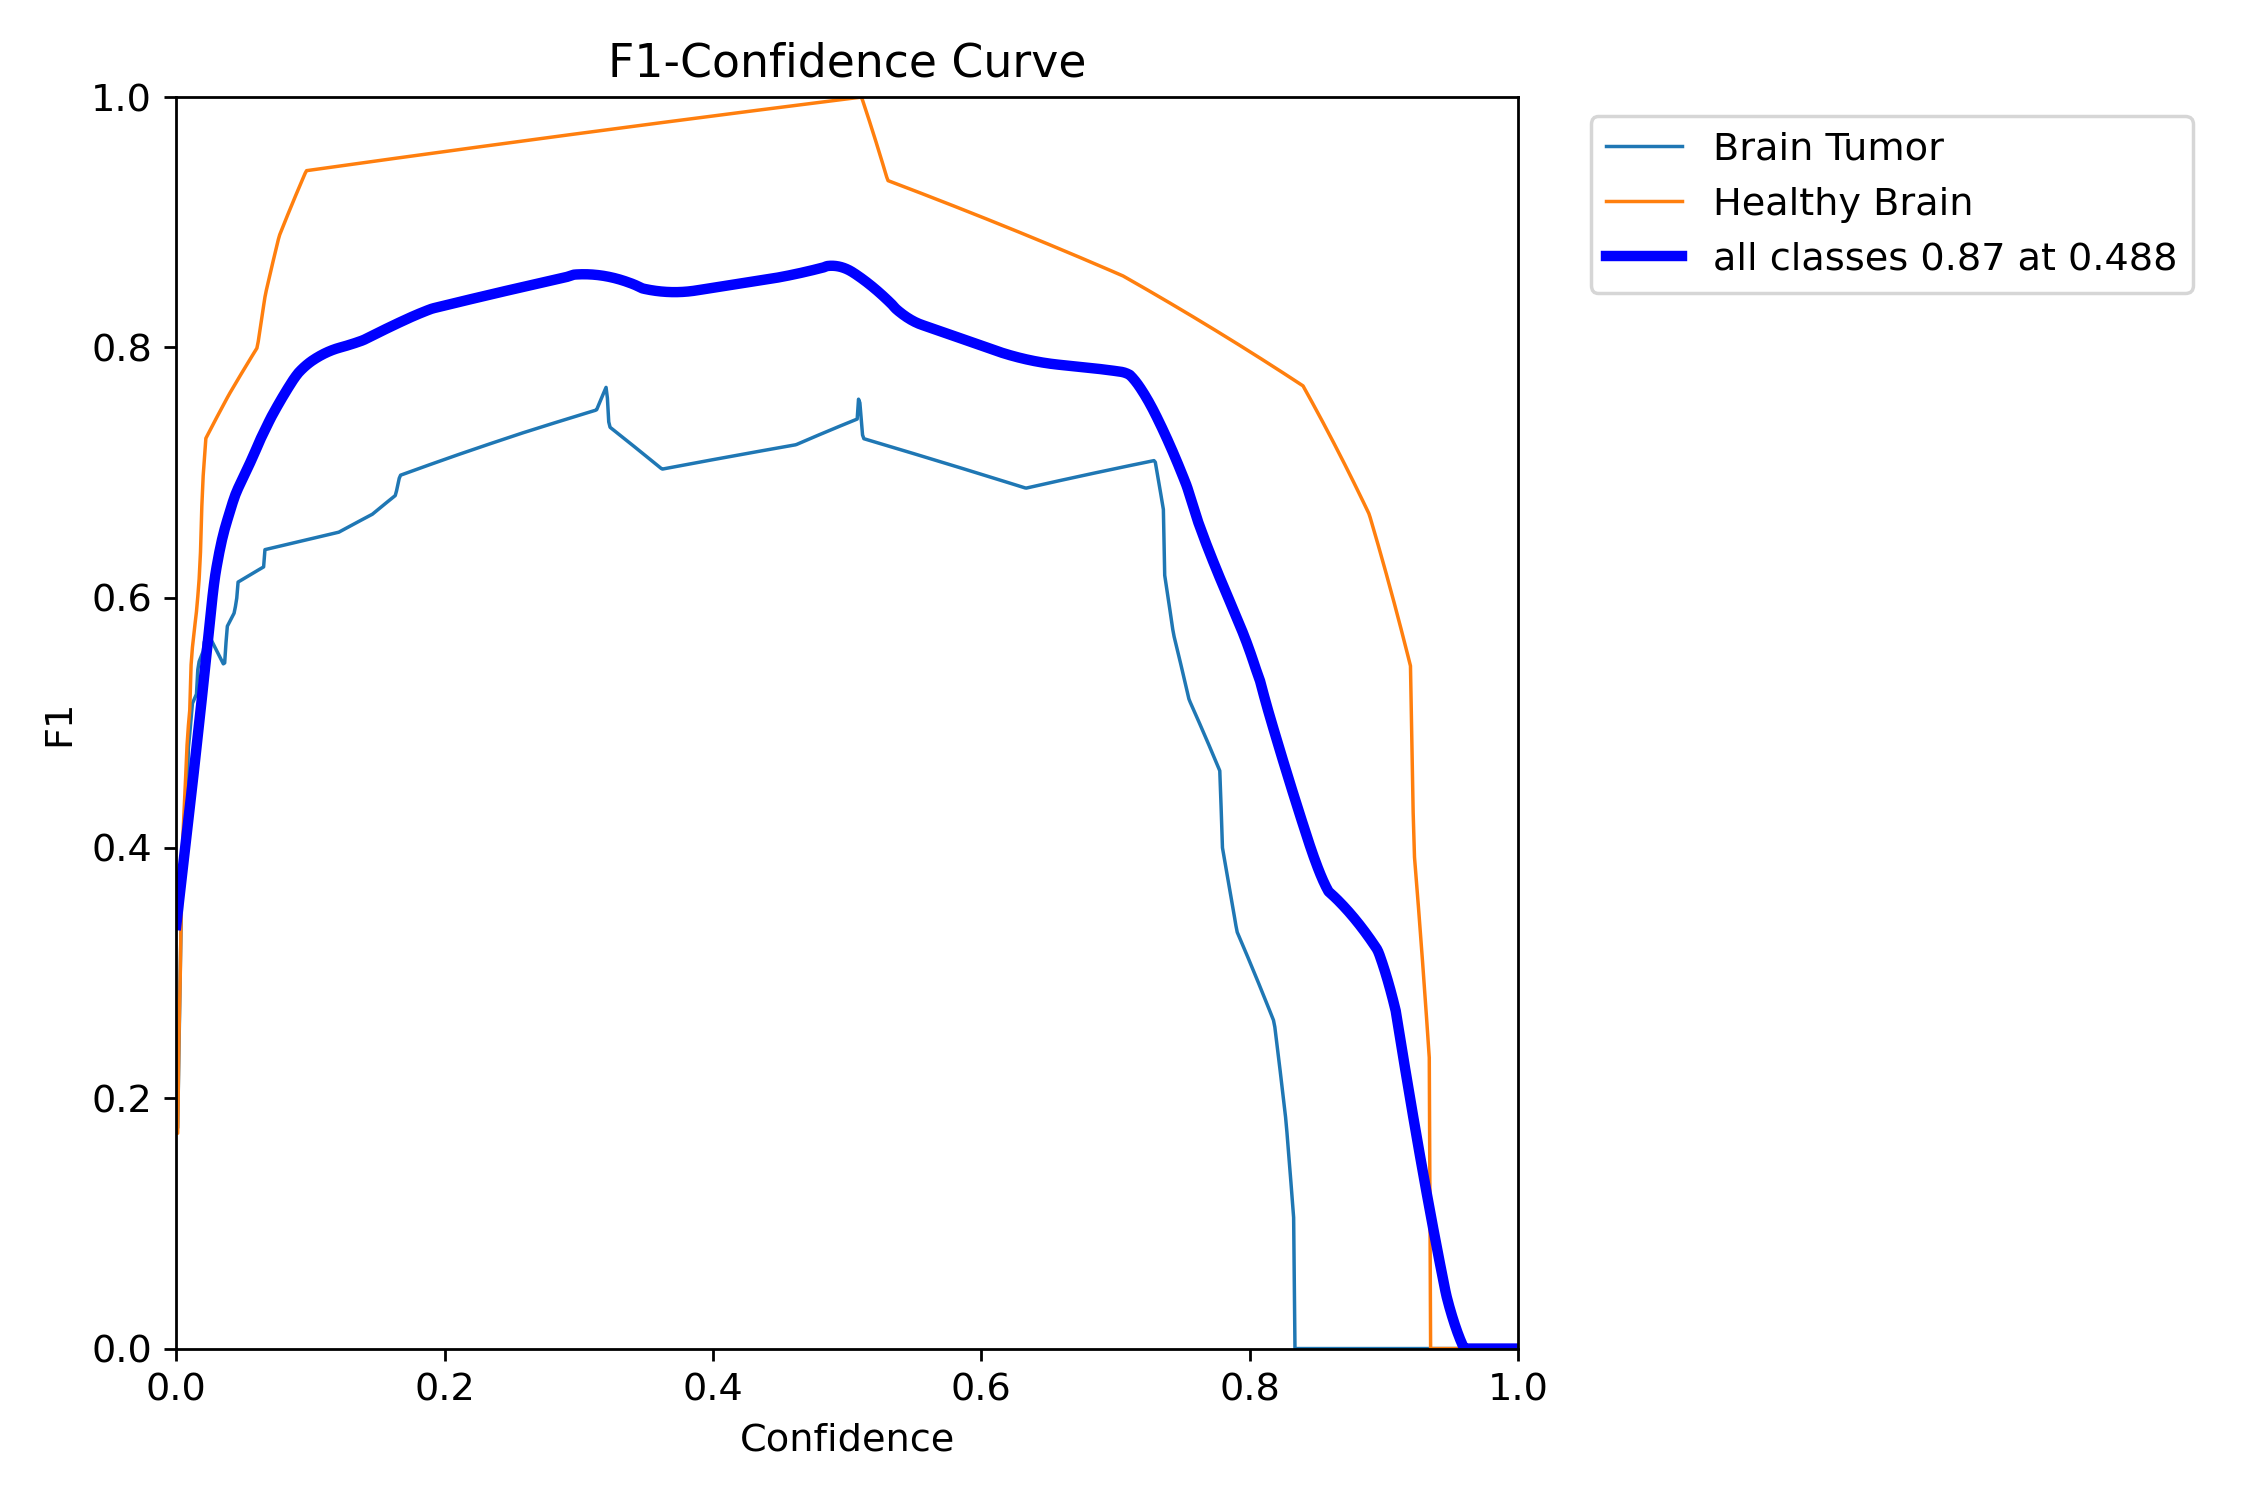 F1-Confidence Curve
1.0
0.8
0.6
0.4
0.2
0.0
F1
0.0 0.2 0.4 0.6 0.8 1.0
Confidence
Brain Tumor
Healthy Brain
all classes 0.87 at 0.488